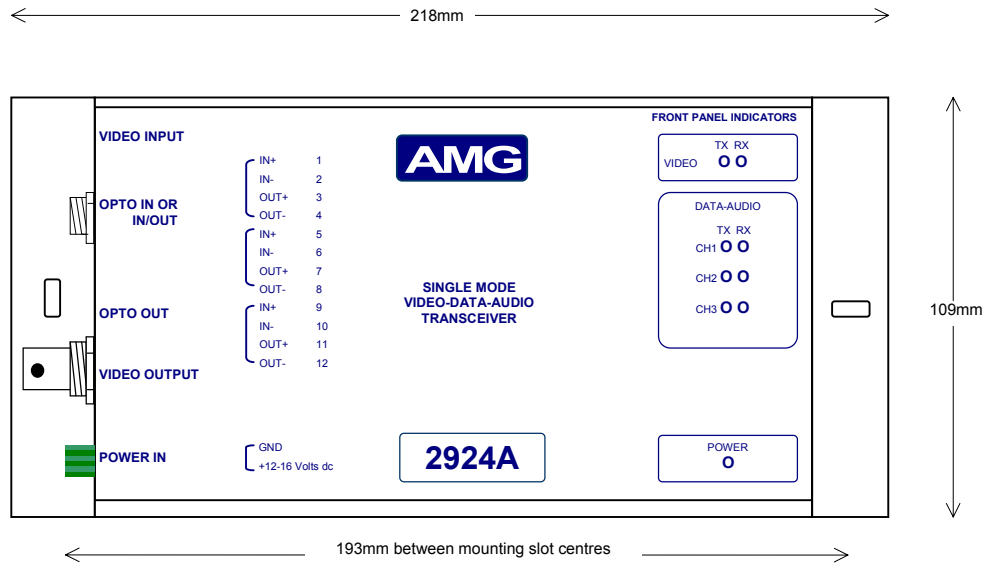 218mm
FRONT PANEL INDICATORS
VIDEO INPUT
AMG
TX RX
VIDEO O O
IN+ 1
IN- 2
OUT+ 3
OUT- 4
OPTO IN OR
IN/OUT
DATA-AUDIO
TX RX
CH1 O O
CH2 O O
CH3 O O
IN+ 5
IN- 6
OUT+ 7
OUT- 8
SINGLE MODE
VIDEO-DATA-AUDIO
TRANSCEIVER
OPTO OUT
IN+ 9
IN- 10
OUT+ 11
OUT- 12
109mm
VIDEO OUTPUT
POWER IN
GND
+12-16 Volts dc
2924A
POWER
O
193mm between mounting slot centres